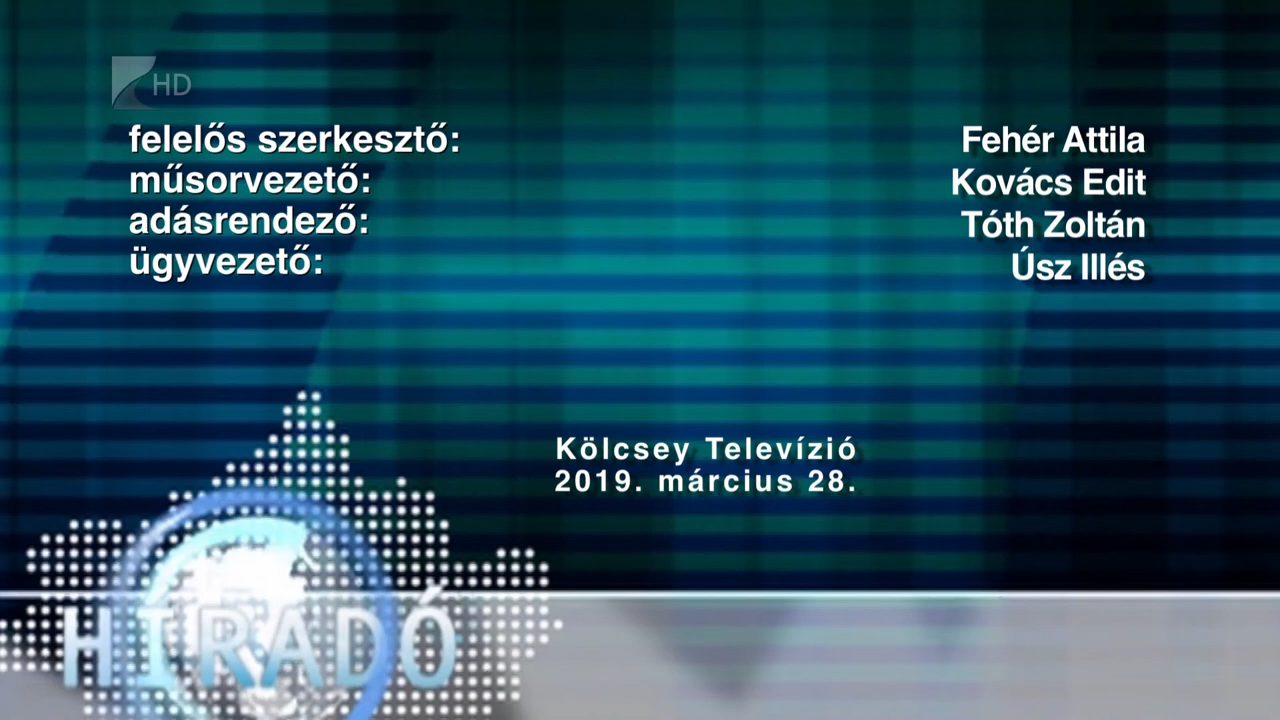 HD
felelős szerkesztő: Fehér Attila
műsorvezető: Kovács Edit
adásrendező: Tóth Zoltán
ügyvezető: Úsz Illés
Kölcsey Televízió
2019. március 28.
HÍRADÓ